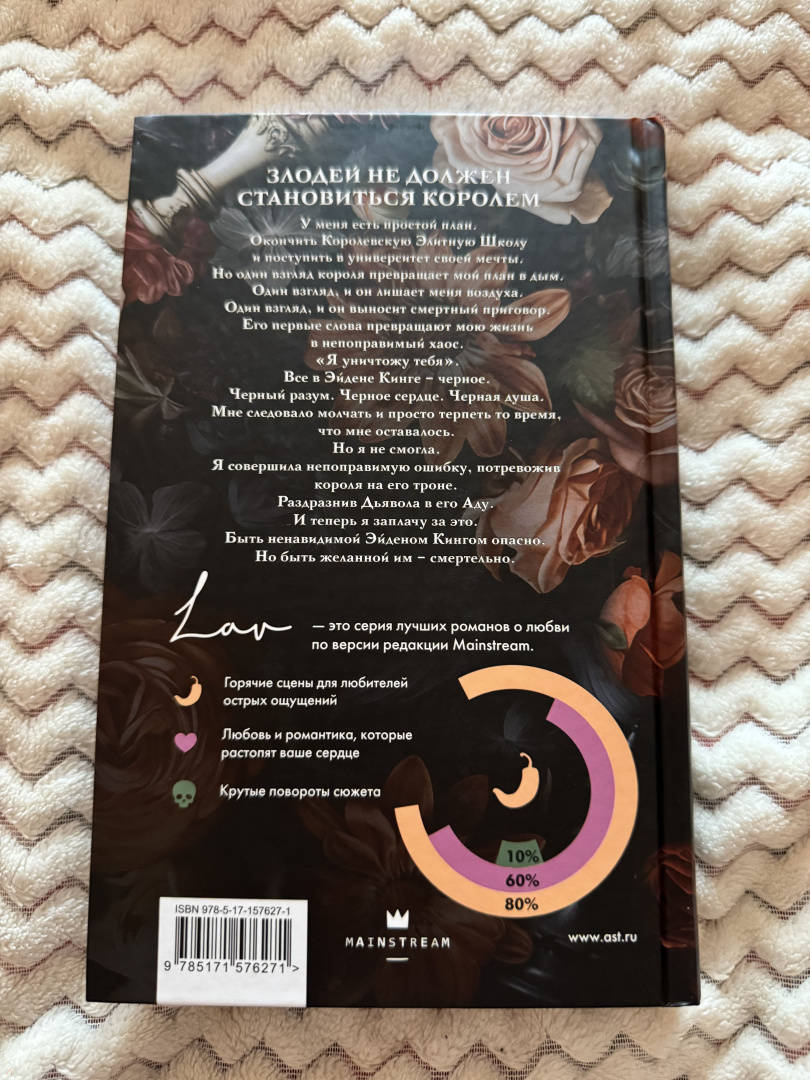 ЗЛОДЕЙ НЕ ДОЛЖЕН
СТАНОВИТЬСЯ КОРОЛЕМ
У меня есть простой план.
Окончить Королевскую Элитную Школу
и поступить в университет своей мечты.
Но один взгляд короля превращает мой план в дым.
Один взгляд, и он лишает меня воздуха.
Один взгляд, и он выносит смертный приговор.
Его первые слова превращают мою жизнь
в непоправимый хаос.
«Я уничтожу тебя».
Все в Эйдене Кинге – черное.
Черный разум. Черное сердце. Черная душа.
Мне следовало молчать и просто терпеть то время,
что мне оставалось.
Но я не смогла.
Я совершила непоправимую ошибку, потревожив
короля на его троне.
Раздразнив Дьявола в его Аду.
И теперь я заплачу за это.
Быть ненавидимой Эйденом Кингом опасно.
Но быть желанной им – смертельно.
Lav — это серия лучших романов о любви
по версии редакции Mainstream.
Горячие сцены для любителей
острых ощущений
Любовь и романтика, которые
растопят ваше сердце
Крутые повороты сюжета
10%
60%
80%
ISBN 978-5-17-157627-1
9 785171 576271 >
MAINSTREAM
www.ast.ru